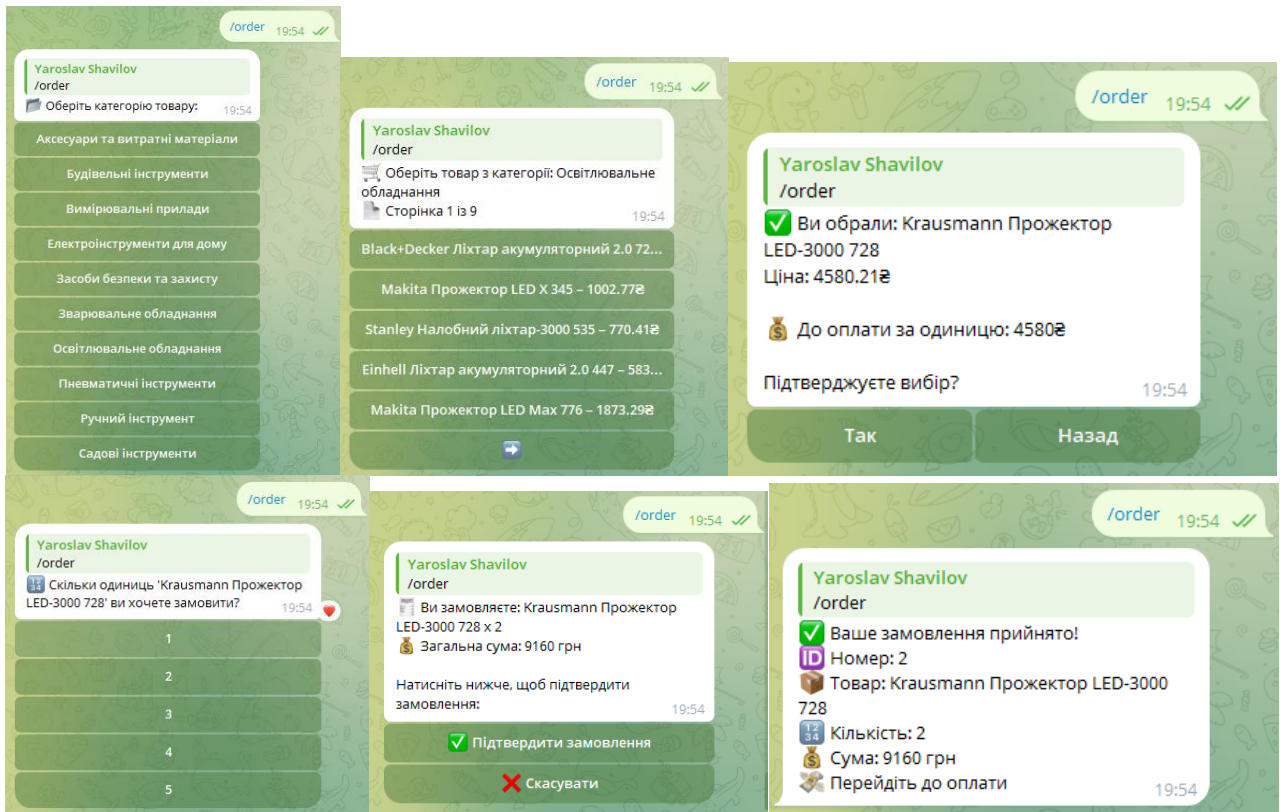 /order 19:54
Yaroslav Shavilov
/order
Оберіть категорію товару: 19:54
Аксесуари та витратні матеріали
Будівельні інструменти
Вимірювальні прилади
Електроінструменти для дому
Засоби безпеки та захисту
Зварювальне обладнання
Освітлювальне обладнання
Пневматичні інструменти
Ручний інструмент
Садові інструменти
/order 19:54
Yaroslav Shavilov
/order
Оберіть товар з категорії: Освітлювальне
обладнання
Сторінка 1 із 9 19:54
Black+Decker Ліхтар акумуляторний 2.0 72...
Makita Прожектор LED X 345 – 1002.77₴
Stanley Налобний ліхтар-3000 535 – 770.41₴
Einhell Ліхтар акумуляторний 2.0 447 – 583...
Makita Прожектор LED Max 776 – 1873.29₴
/order 19:54
Yaroslav Shavilov
/order
Ви обрали: Krausmann Прожектор
LED-3000 728
Ціна: 4580.21₴
До оплати за одиницю: 4580₴
Підтверджуєте вибір? 19:54
Так Назад
/order 19:54
Yaroslav Shavilov
/order
Скільки одиниць 'Krausmann Прожектор
LED-3000 728' ви хочете замовити? 19:54
1
2
3
4
5
/order 19:54
Yaroslav Shavilov
/order
Ви замовляєте: Krausmann Прожектор
LED-3000 728 x 2
Загальна сума: 9160 грн
Натисніть нижче, щоб підтвердити
замовлення: 19:54
Підтвердити замовлення
Скасувати
/order 19:54
Yaroslav Shavilov
/order
Ваше замовлення прийнято!
ID Номер: 2
Товар: Krausmann Прожектор LED-3000
728
Кількість: 2
Сума: 9160 грн
Перейдіть до оплати 19:54